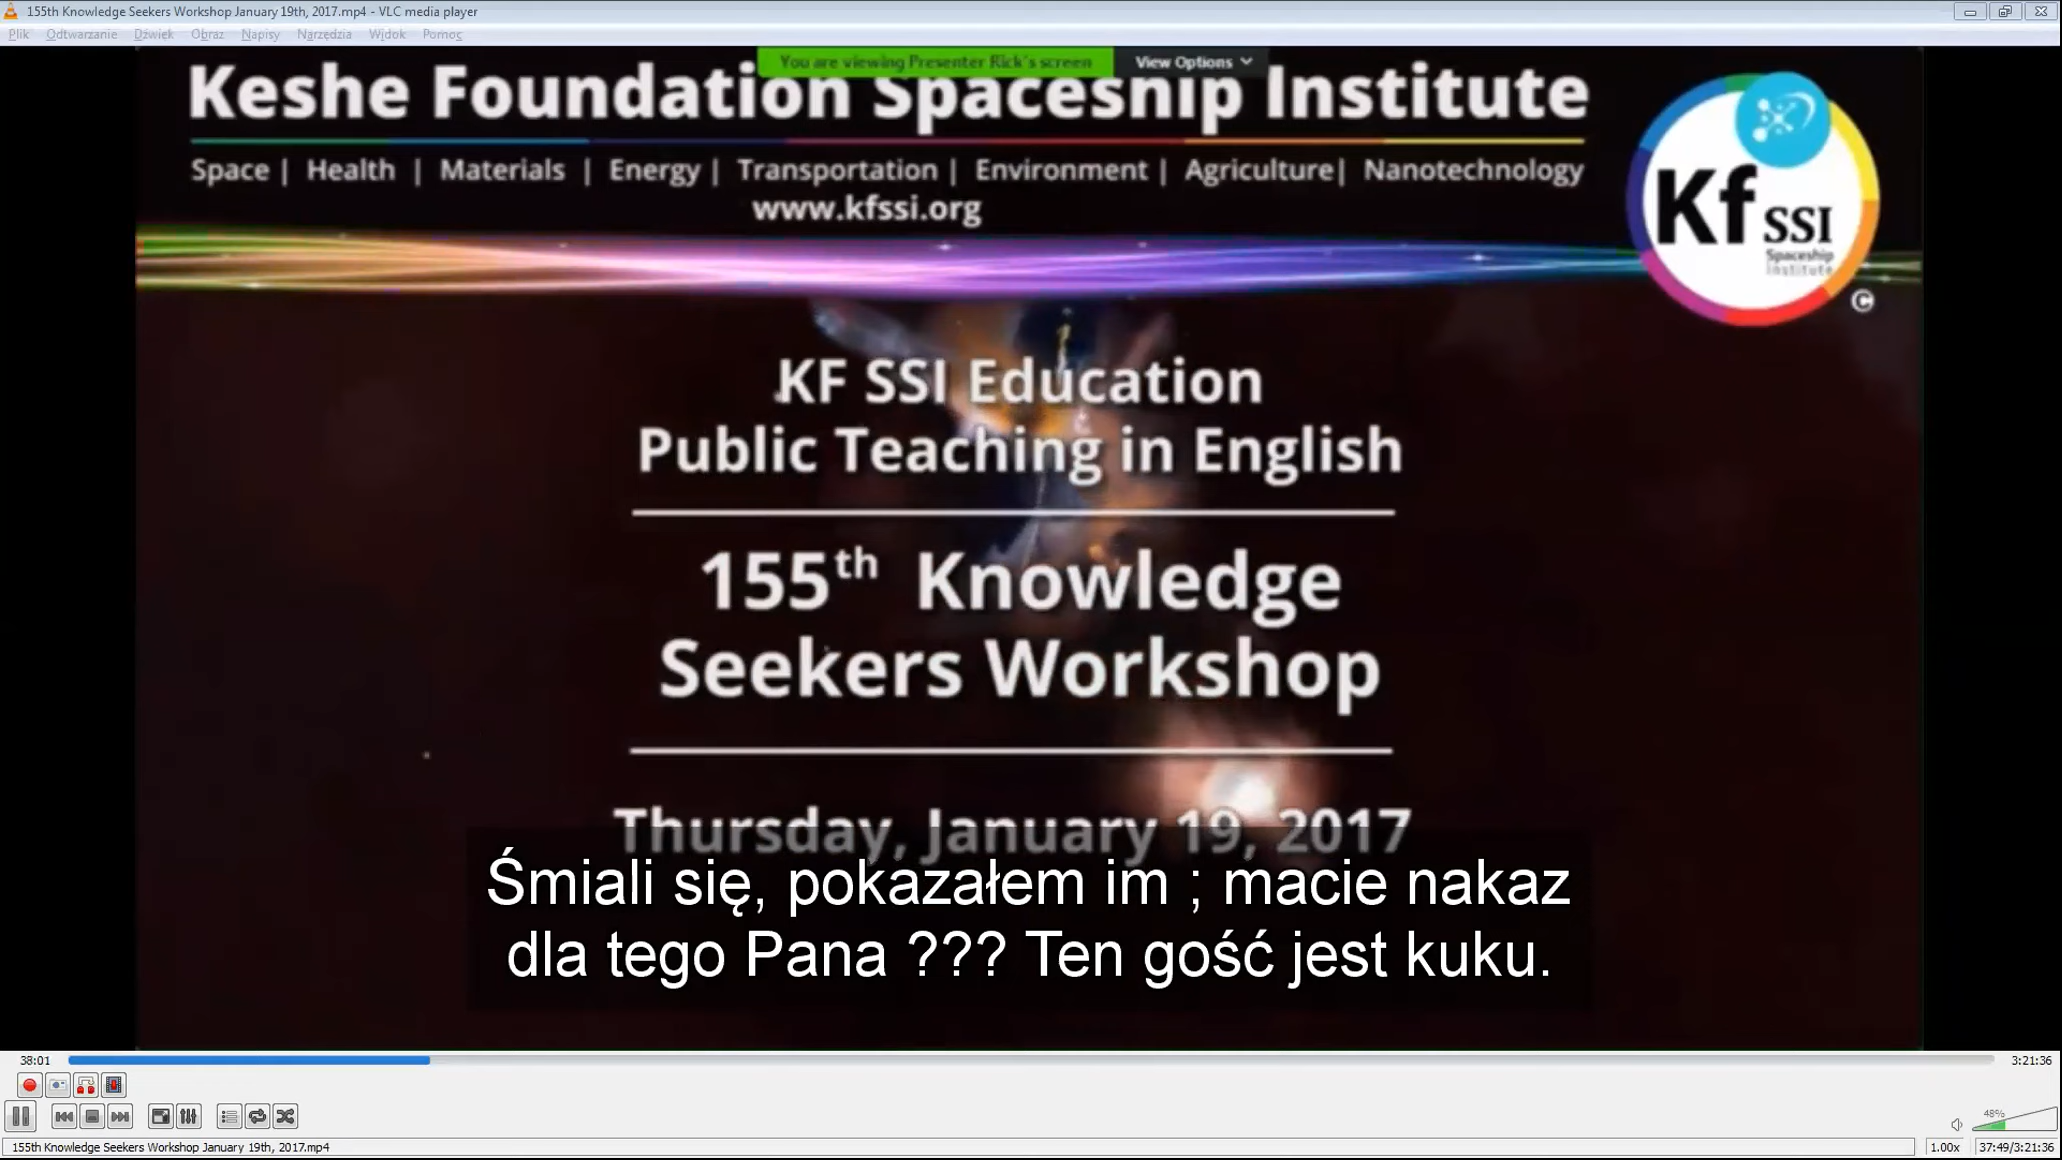 155th Knowledge Seekers Workshop January 19th, 2017.mp4 - VLC media player
Plik Odtwarzanie Dźwięk Obraz Napisy Narzędzia Widok Pomoc
You are viewing Presenter Rick's screen View Options
Keshe Foundation Spaceship Institute
Space | Health | Materials | Energy | Transportation | Environment | Agriculture | Nanotechnology
www.kfssi.org
Kf SSI
Spaceship
Institute
©
KF SSI Education
Public Teaching in English
155th Knowledge
Seekers Workshop
Thursday, January 19, 2017
Śmiali się, pokazałem im ; macie nakaz
dla tego Pana ??? Ten gość jest kuku.
38:01 3:21:36
48%
155th Knowledge Seekers Workshop January 19th, 2017.mp4 1.00x 37:49/3:21:36